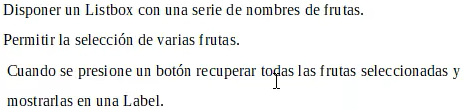 Disponer un Listbox con una serie de nombres de frutas.
Permitir la selección de varias frutas.
Cuando se presione un botón recuperar todas las frutas seleccionadas y
mostrarlas en una Label.